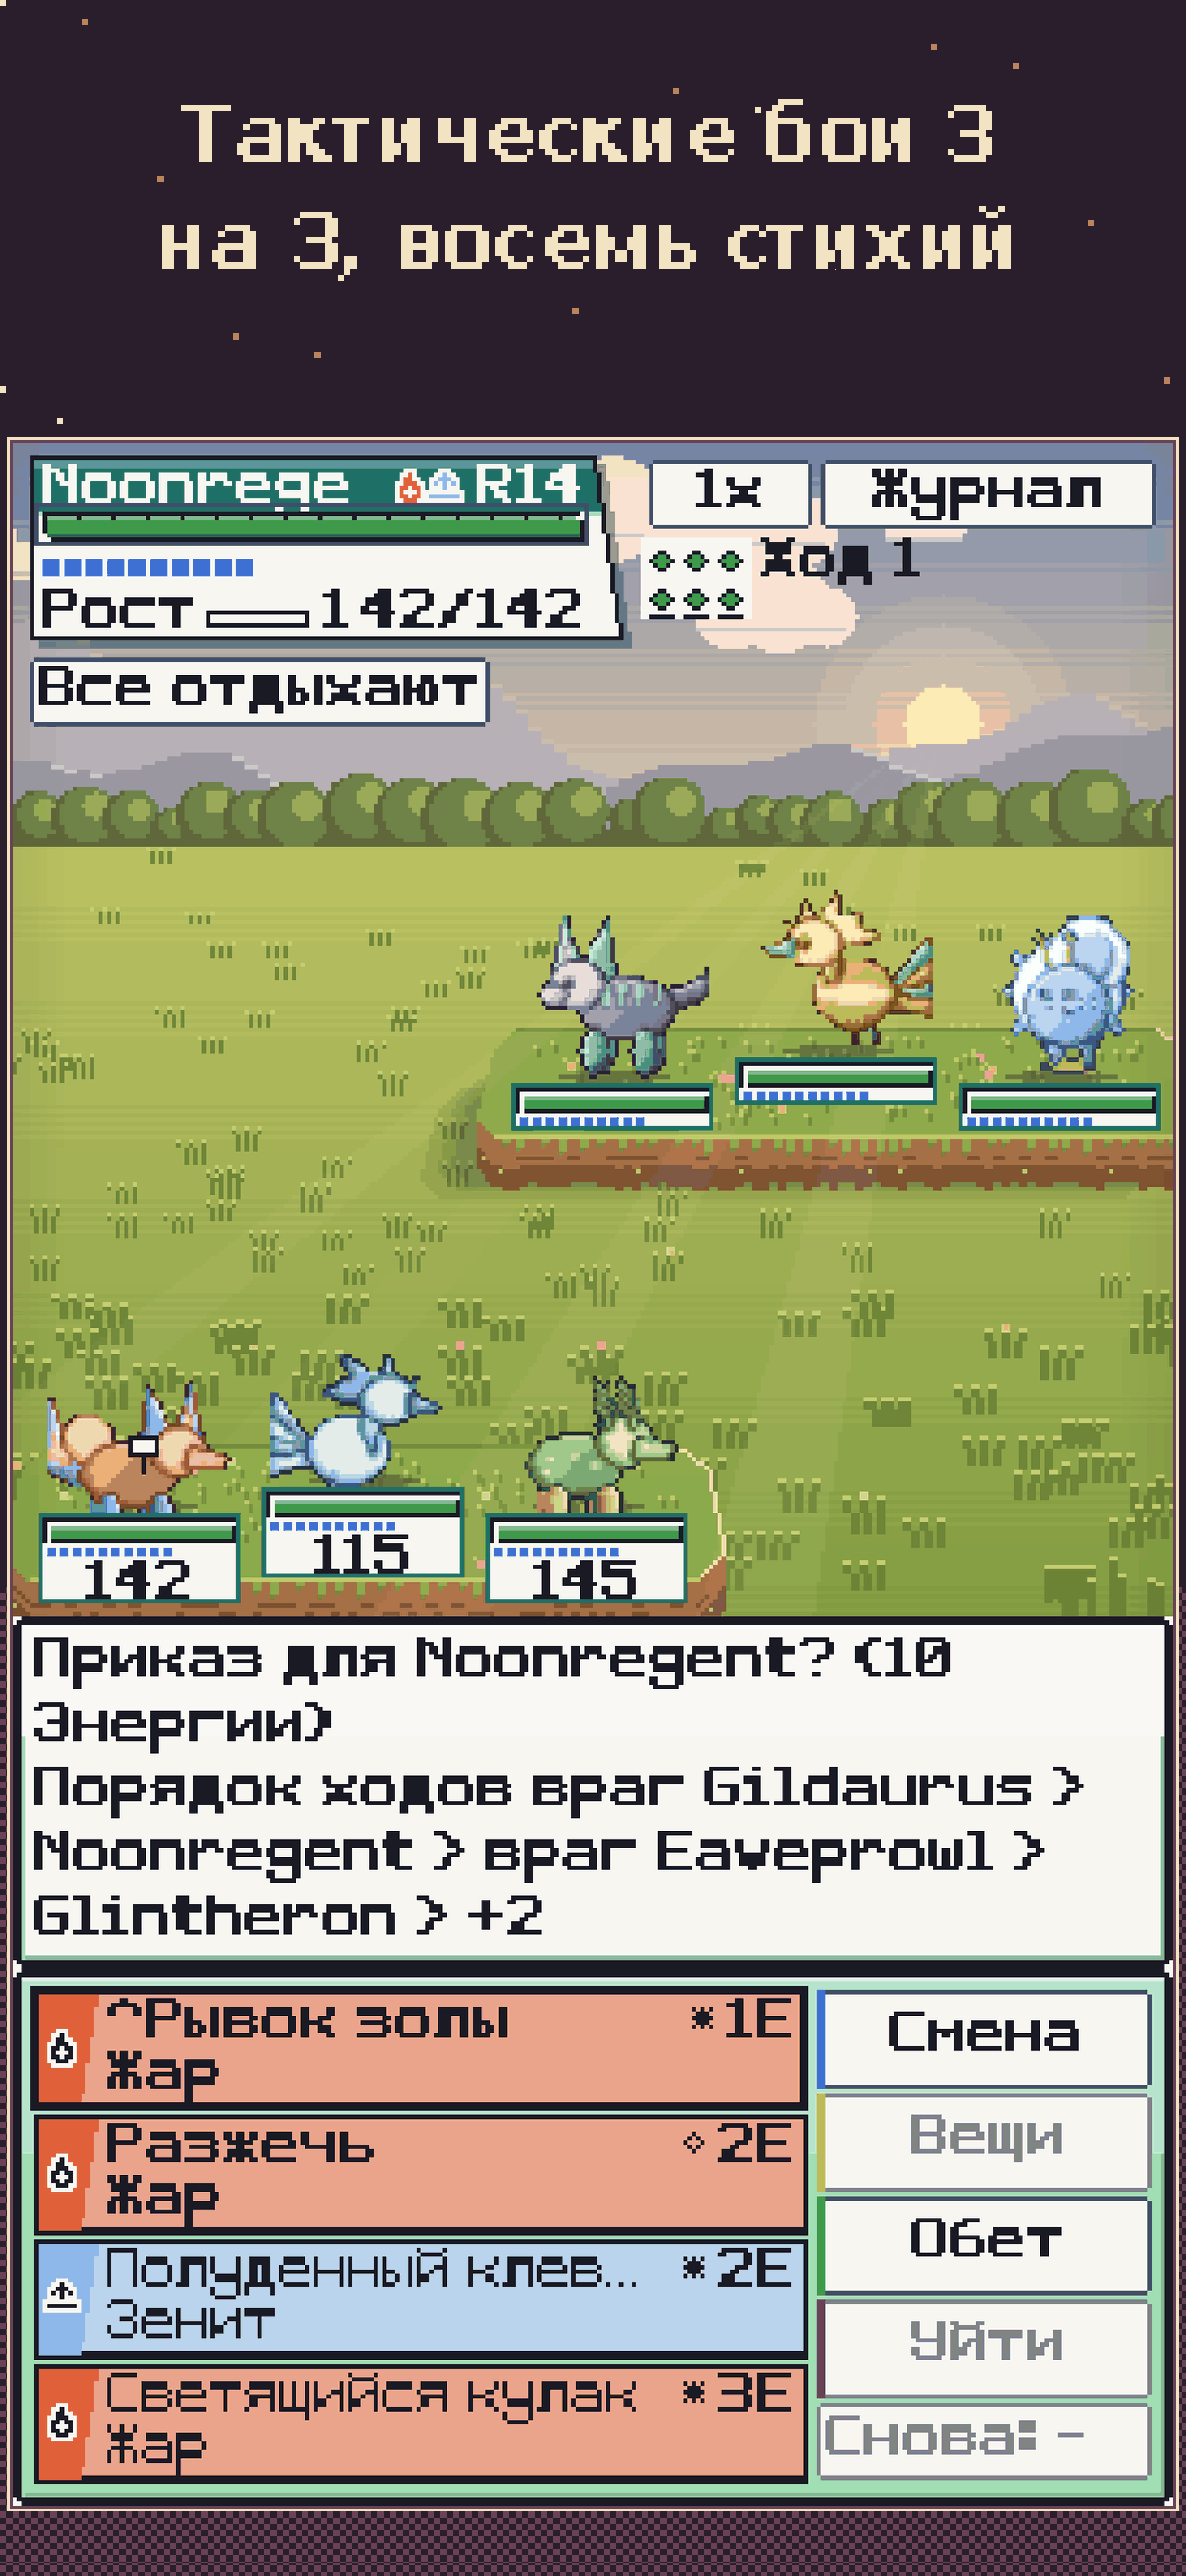 Тактические бои 3
на 3, восемь стихий
Noonrege R14
1x
Журнал
Ход 1
Рост 142/142
Все отдыхают
142
115
145
Приказ для Noonregent? (10
Энергии)
Порядок ходов враг Gildaurus >
Noonregent > враг Eaveprowl >
Glintheron > +2
^Рывок золы *1E
Жар
Разжечь ◇2E
Жар
Полуденный клев... *2E
Зенит
Светящийся кулак *3E
Жар
Смена
Вещи
Обет
Уйти
Снова: -